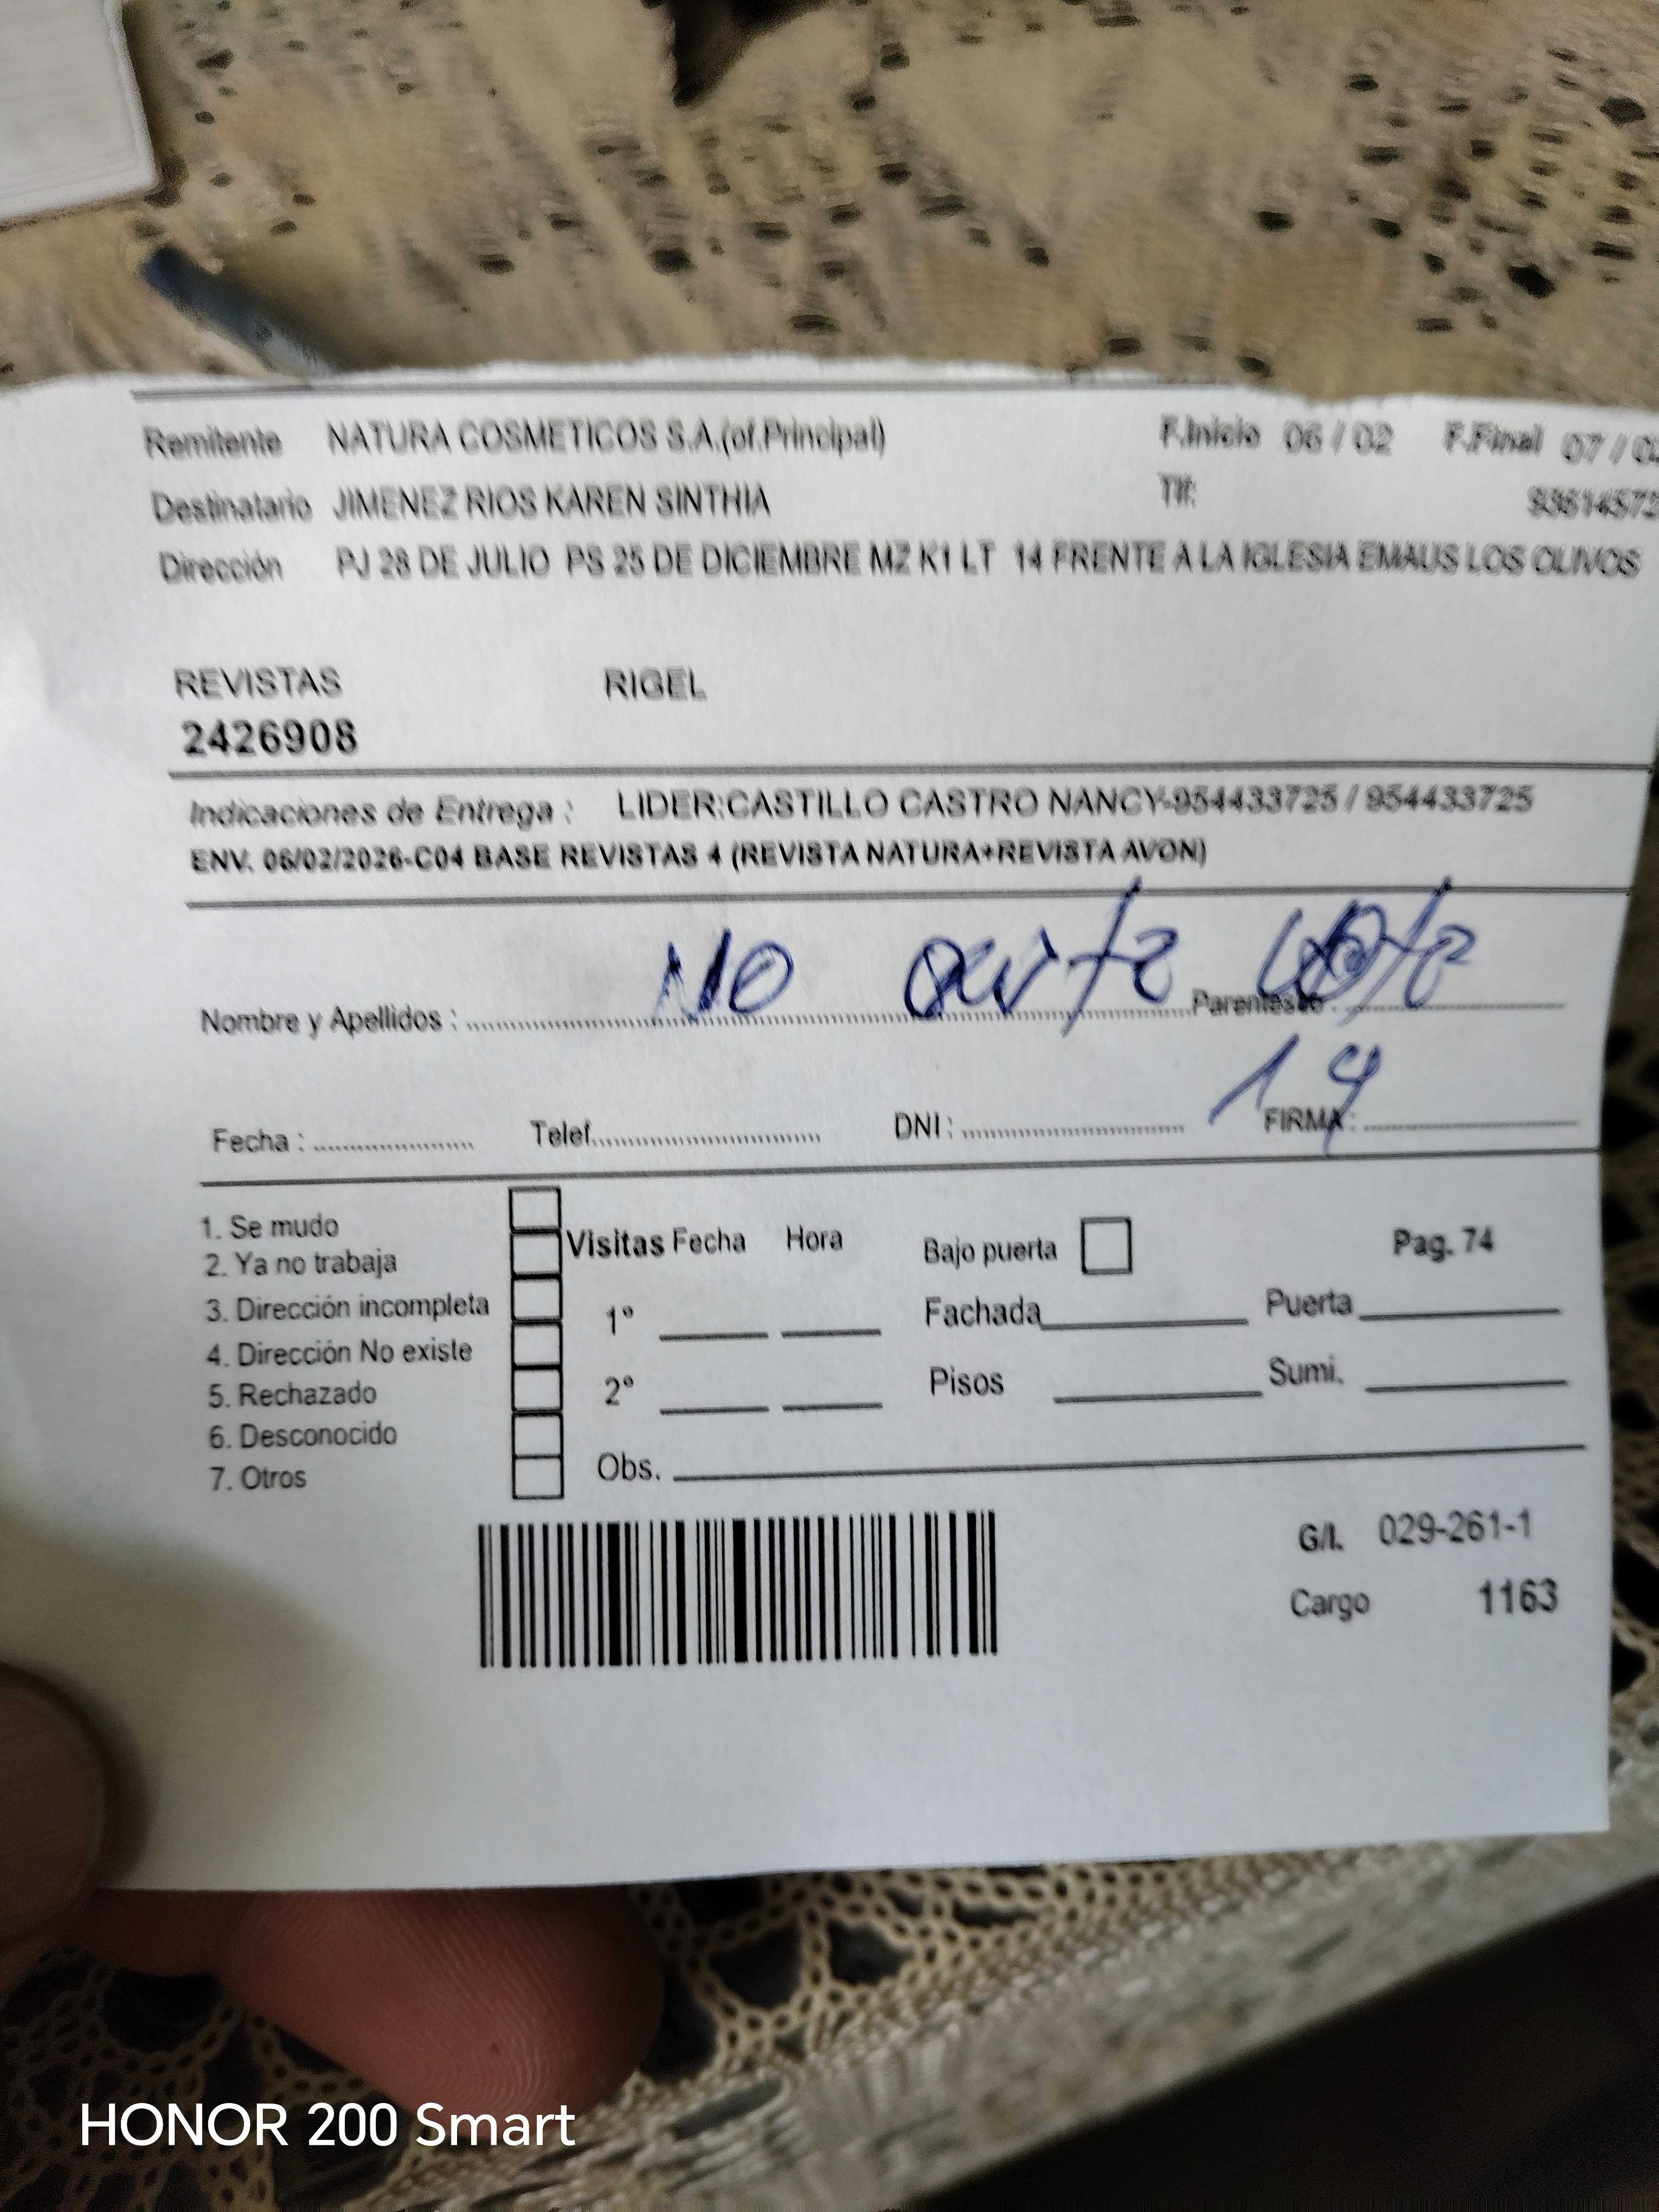 Remitente NATURA COSMETICOS S.A.(of.Principal) F.Inicio 06 / 02 F.Final 07 / 02
Destinatario JIMENEZ RIOS KAREN SINTHIA Tlf: 93614572
Dirección PJ 28 DE JULIO PS 25 DE DICIEMBRE MZ K1 LT 14 FRENTE A LA IGLESIA EMAUS LOS OLIVOS
REVISTAS RIGEL
2426908
Indicaciones de Entrega : LIDER:CASTILLO CASTRO NANCY-954433725 / 954433725
ENV. 06/02/2026-C04 BASE REVISTAS 4 (REVISTA NATURA+REVISTA AVON)
No
Nombre y Apellidos : Parentesco :
Fecha : Telef. DNI : FIRMA :
1. Se mudo
2. Ya no trabaja Visitas Fecha Hora Bajo puerta Pag. 74
3. Dirección incompleta 1° Fachada Puerta
4. Dirección No existe
5. Rechazado 2° Pisos Sumi.
6. Desconocido
7. Otros Obs.
G/I. 029-261-1
Cargo 1163
HONOR 200 Smart